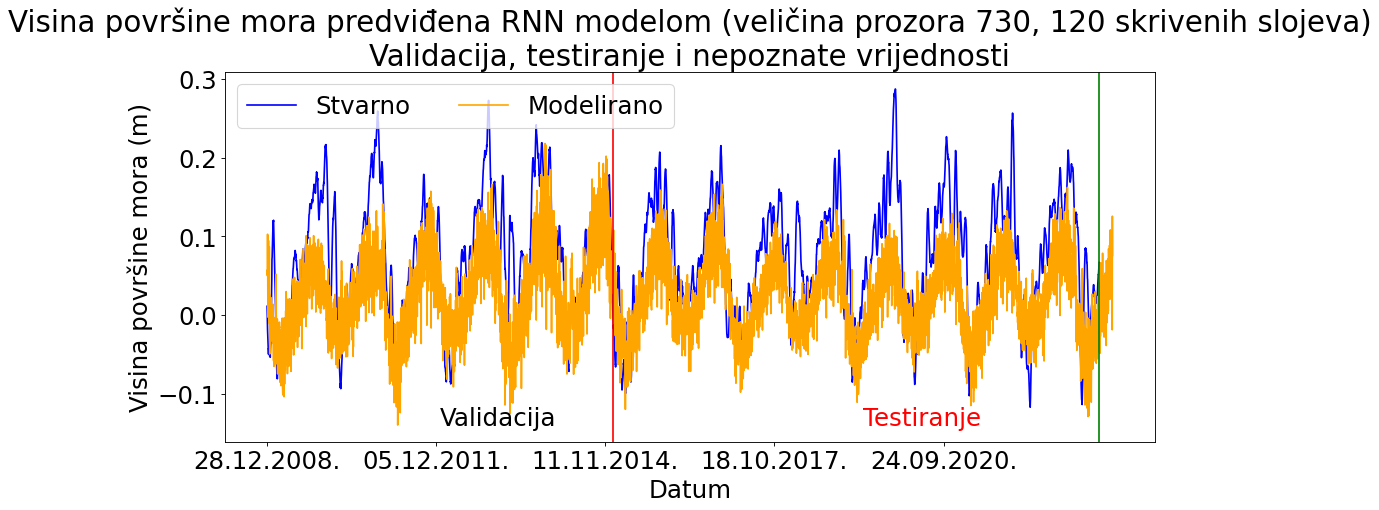 Visina površine mora predviđena RNN modelom (veličina prozora 730, 120 skrivenih slojeva)
Validacija, testiranje i nepoznate vrijednosti
Stvarno
Modelirano
Visina površine mora (m)
0.3
0.2
0.1
0.0
−0.1
Validacija
Testiranje
28.12.2008.
05.12.2011.
11.11.2014.
18.10.2017.
24.09.2020.
Datum